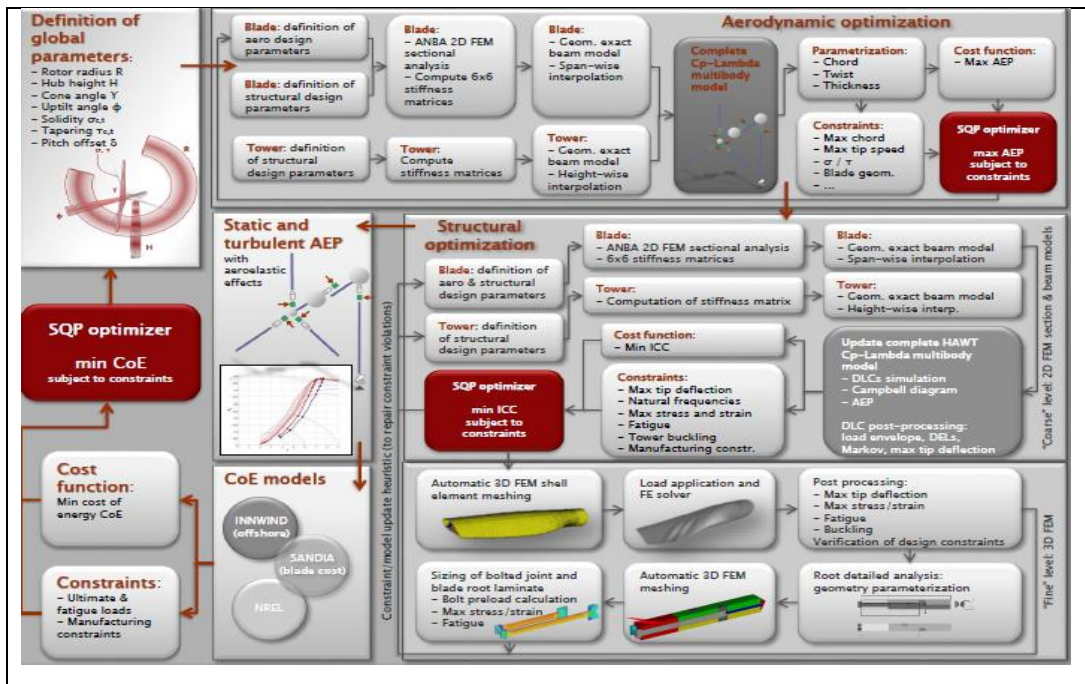 Definition of
global
parameters:
- Rotor radius R
- Hub height H
- Cone angle ϒ
- Uptilt angle ϕ
- Solidity σc,t
- Tapering τc,t
- Pitch offset δ
σ, τ
R
ϒ
ϕ
H
Aerodynamic optimization
Blade: definition of
aero design
parameters
Blade: definition
of structural design
parameters
Blade:
- ANBA 2D FEM
sectional
analysis
- Compute 6x6
stiffness
matrices
Blade:
- Geom. exact
beam model
- Span-wise
interpolation
Tower: definition
of structural
design parameters
Tower:
Compute
stiffness matrices
Tower:
- Geom. exact
beam model
- Height-wise
interpolation
Complete
Cp-Lambda
multibody
model
Parametrization:
- Chord
- Twist
- Thickness
Cost function:
- Max AEP
Constraints:
- Max chord
- Max tip speed
- σ / τ
- Blade geom.
- ...
SQP optimizer
max AEP
subject to
constraints
Static and
turbulent AEP
with
aeroelastic
effects
Structural
optimization
Blade: definition of
aero & structural
design parameters
Tower: definition
of structural
design parameters
Blade:
- ANBA 2D FEM sectional analysis
- 6x6 stiffness matrices
Blade:
- Geom. exact beam model
- Span-wise interpolation
Tower:
- Computation of stiffness matrix
Tower:
- Geom. exact beam model
- Height-wise interp.
Cost function:
- Min ICC
Constraints:
- Max tip deflection
- Natural frequencies
- Max stress and strain
- Fatigue
- Tower buckling
- Manufacturing constr.
SQP optimizer
min ICC
subject to
constraints
Update complete HAWT
Cp-Lambda multibody
model
- DLCs simulation
- Campbell diagram
- AEP
DLC post-processing:
load envelope, DELs,
Markov, max tip deflection
"Coarse" level: 2D FEM section & beam models
SQP optimizer
min CoE
subject to constraints
Cost
function:
Min cost of
energy CoE
Constraints:
- Ultimate &
fatigue loads
- Manufacturing
constraints
CoE models
INNWIND
(offshore)
SANDIA
(blade cost)
NREL
Constraint/model update heuristic (to repair constraint violations)
Automatic 3D FEM shell
element meshing
Load application and
FE solver
Post processing:
- Max tip deflection
- Max stress/strain
- Fatigue
- Buckling
Verification of design constraints
Sizing of bolted joint and
blade root laminate
- Bolt preload calculation
- Max stress/strain
- Fatigue
Automatic 3D FEM
meshing
Root detailed analysis:
geometry parameterization
"Fine" level: 3D FEM